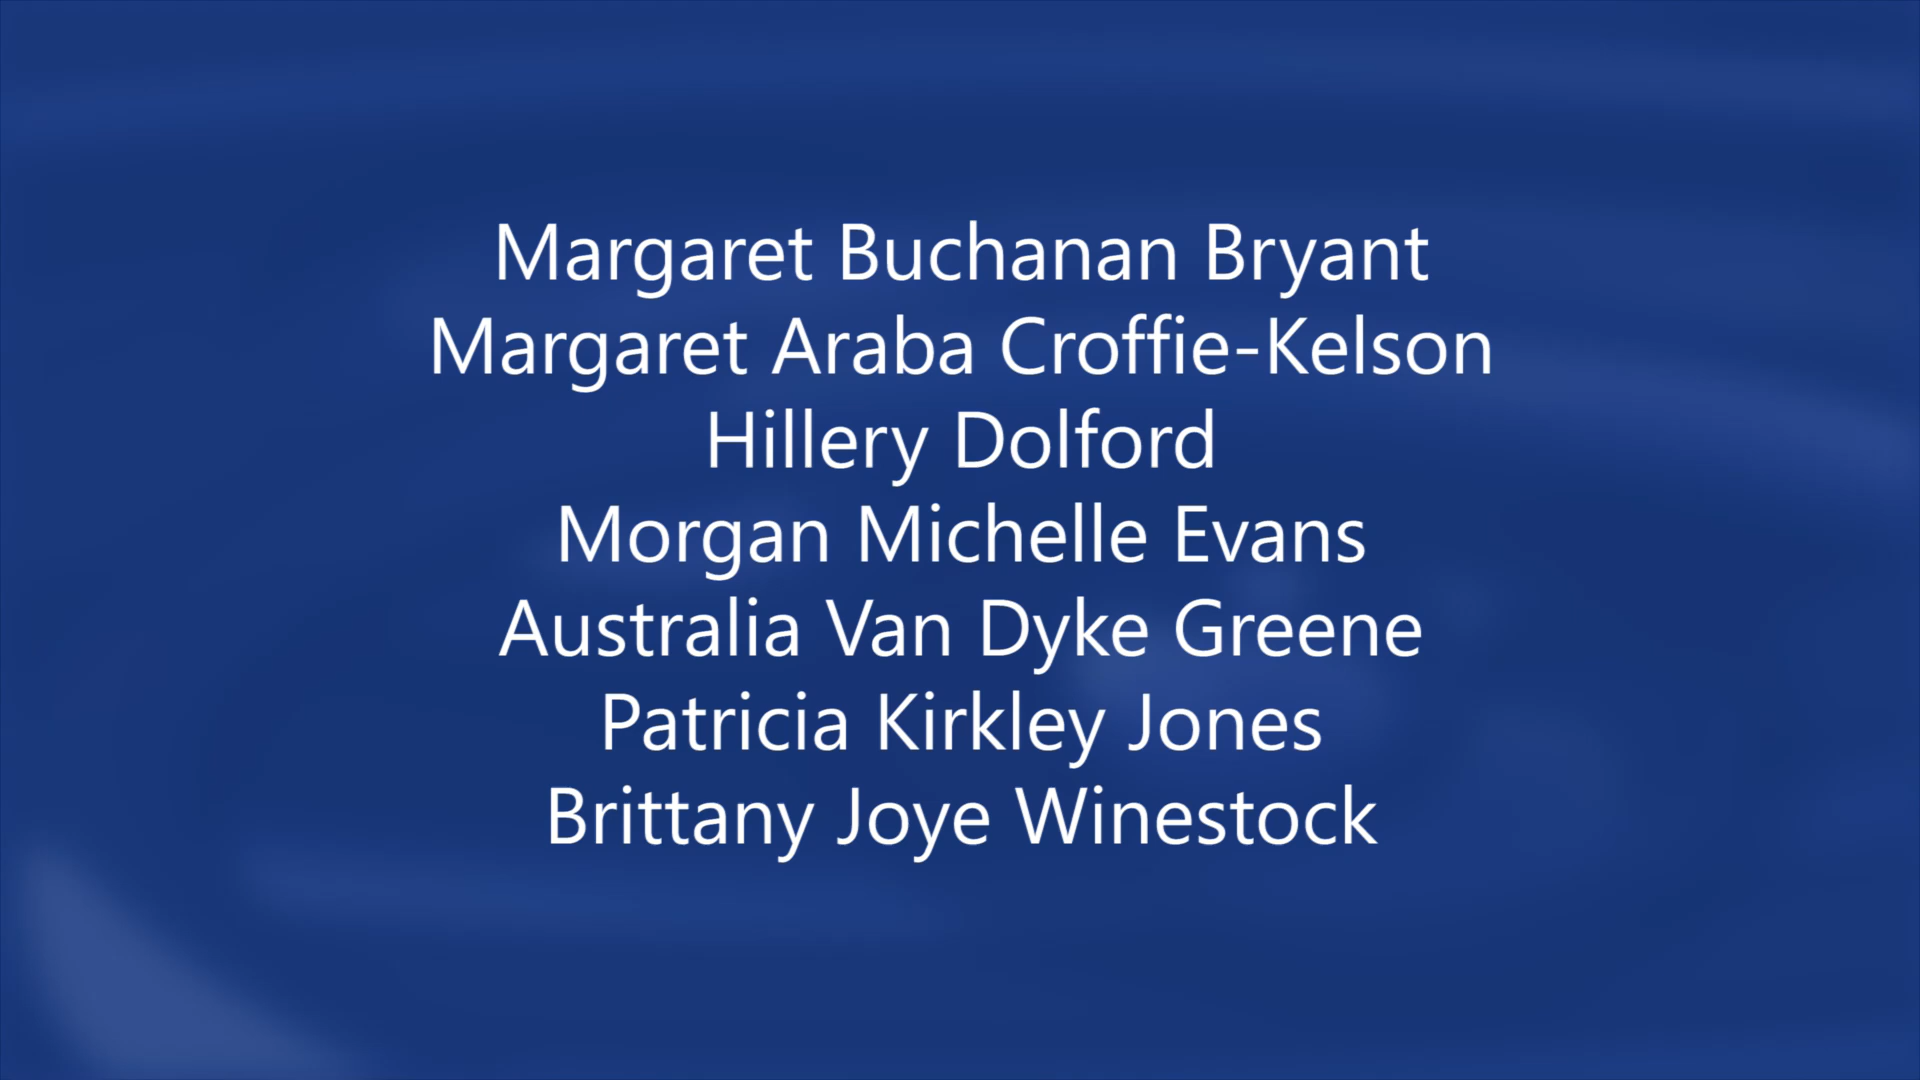 Margaret Buchanan Bryant
Margaret Araba Croffie-Kelson
Hillery Dolford
Morgan Michelle Evans
Australia Van Dyke Greene
Patricia Kirkley Jones
Brittany Joye Winestock